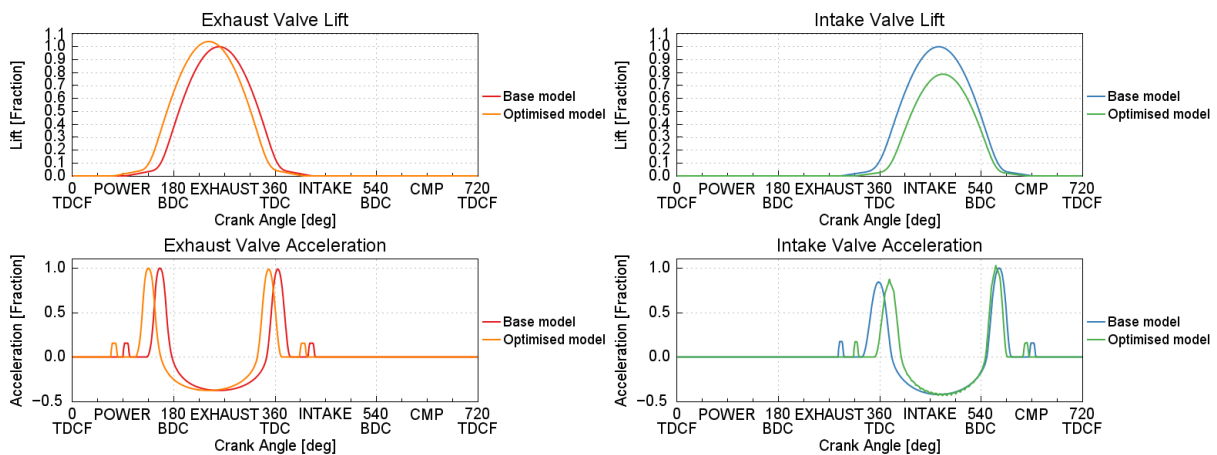 Exhaust Valve Lift
Lift [Fraction]
1.1
1.0
0.9
0.8
0.7
0.6
0.5
0.4
0.3
0.2
0.1
0.0
0 POWER 180 EXHAUST 360 INTAKE 540 CMP 720
TDCF BDC TDC BDC TDCF
Crank Angle [deg]
Base model
Optimised model
Intake Valve Lift
Lift [Fraction]
1.1
1.0
0.9
0.8
0.7
0.6
0.5
0.4
0.3
0.2
0.1
0.0
0 POWER 180 EXHAUST 360 INTAKE 540 CMP 720
TDCF BDC TDC BDC TDCF
Crank Angle [deg]
Base model
Optimised model
Exhaust Valve Acceleration
Acceleration [Fraction]
1.0
0.5
0.0
−0.5
0 POWER 180 EXHAUST 360 INTAKE 540 CMP 720
TDCF BDC TDC BDC TDCF
Crank Angle [deg]
Base model
Optimised model
Intake Valve Acceleration
Acceleration [Fraction]
1.0
0.5
0.0
−0.5
0 POWER 180 EXHAUST 360 INTAKE 540 CMP 720
TDCF BDC TDC BDC TDCF
Crank Angle [deg]
Base model
Optimised model